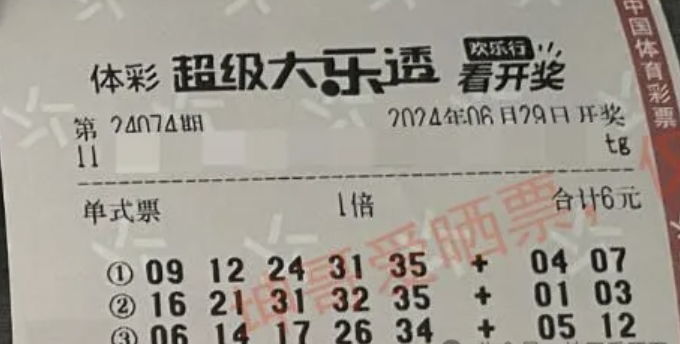 体彩 超级大乐透 欢乐行 看开奖
第 24074期 2024年06月29日开奖
11 tg
单式票 1倍 合计6元
① 09 12 24 31 35 + 04 07
② 16 21 31 32 35 + 01 03
③ 06 14 17 26 34 + 05 12
中国体育彩票
哥爱晒票,